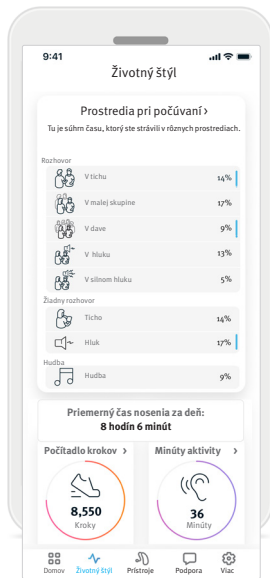 9:41
Životný štýl
Prostredia pri počúvaní ›
Tu je súhrn času, ktorý ste strávili v rôznych prostrediach.
Rozhovor
V tichu 14%
V malej skupine 17%
V dave 9%
V hluku 13%
V silnom hluku 5%
Žiadny rozhovor
Ticho 14%
Hluk 17%
Hudba
Hudba 9%
Priemerný čas nosenia za deň:
8 hodín 6 minút
Počítadlo krokov › Minúty aktivity ›
8,550 36
Kroky Minúty
Domov Životný štýl Prístroje Podpora Viac